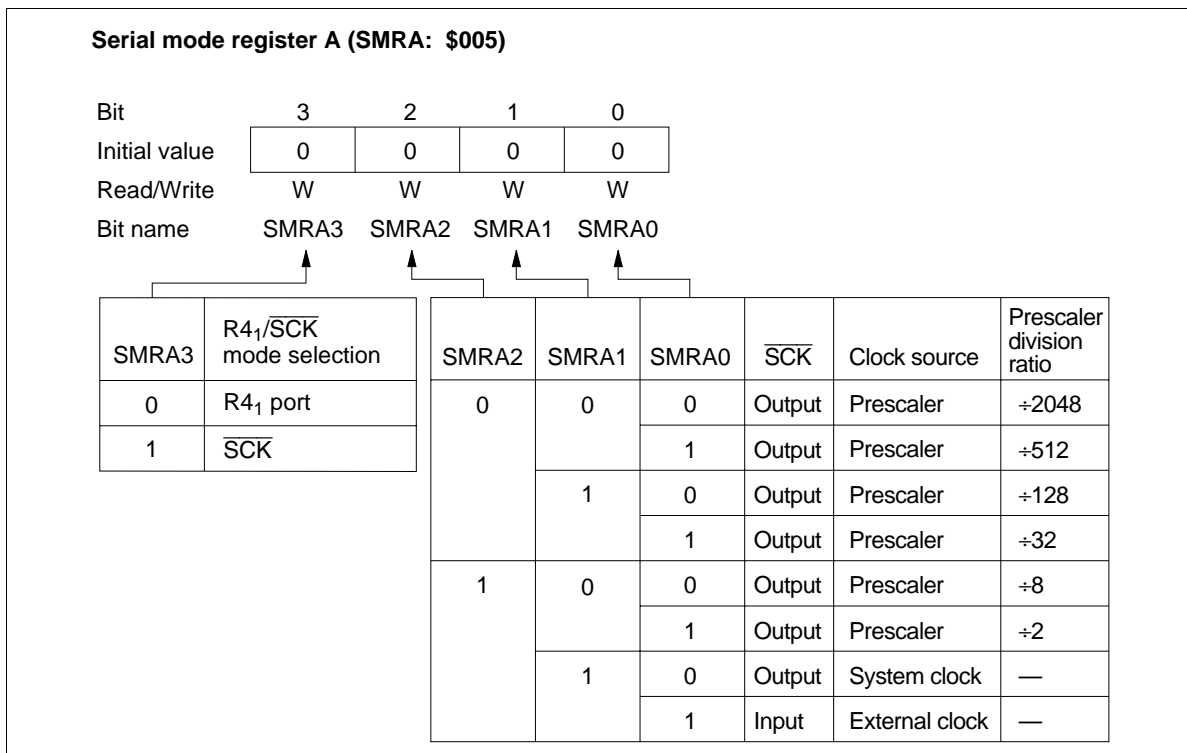 Serial mode register A (SMRA: $005)
Bit 3 2 1 0
Initial value 0 0 0 0
Read/Write W W W W
Bit name SMRA3 SMRA2 SMRA1 SMRA0
SMRA3 R4₁/S̅C̅K̅ mode selection
0 R4₁ port
1 S̅C̅K̅
SMRA2 SMRA1 SMRA0 S̅C̅K̅ Clock source Prescaler division ratio
0 0 0 Output Prescaler ÷2048
1 Output Prescaler ÷512
1 0 Output Prescaler ÷128
1 Output Prescaler ÷32
1 0 0 Output Prescaler ÷8
1 Output Prescaler ÷2
1 0 Output System clock —
1 Input External clock —